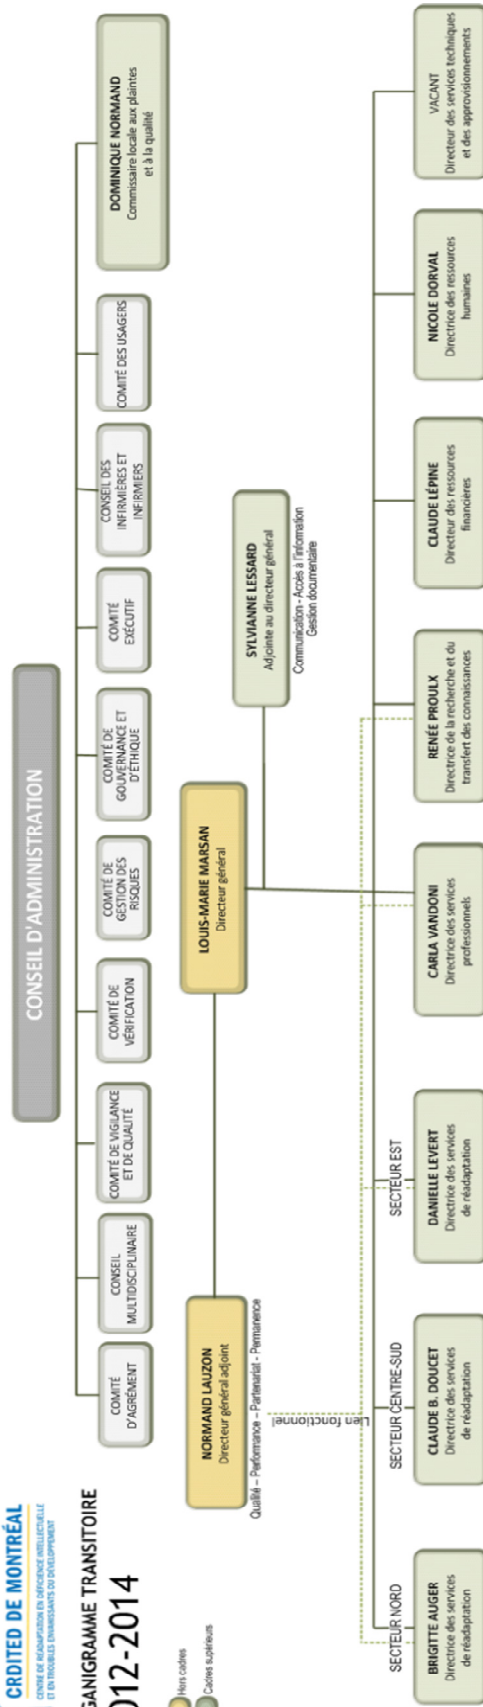 CRDITED DE MONTRÉAL
CENTRE DE RÉADAPTATION EN DÉFICIENCE INTELLECTUELLE
ET EN TROUBLES ENVAHISSANTS DU DÉVELOPPEMENT
GANIGRAMME TRANSITOIRE
012-2014
Hors cadres
Cadres supérieurs
CONSEIL D'ADMINISTRATION
COMITÉ
D'AGRÉMENT
CONSEIL
MULTIDISCIPLINAIRE
COMITÉ DE VIGILANCE
ET DE QUALITÉ
COMITÉ DE
VÉRIFICATION
COMITÉ DE
GESTION DES
RISQUES
COMITÉ DE
GOUVERNANCE ET
D'ÉTHIQUE
COMITÉ
EXÉCUTIF
CONSEIL DES
INFIRMIÈRES ET
INFIRMIERS
COMITÉ DES USAGERS
DOMINIQUE NORMAND
Commissaire locale aux plaintes
et à la qualité
NORMAND LAUZON
Directeur général adjoint
Qualité – Performance – Partenariat - Permanence
LOUIS-MARIE MARSAN
Directeur général
SYLVIANNE LESSARD
Adjointe au directeur général
Communication - Accès à l'information
Gestion documentaire
Lien fonctionnel
SECTEUR NORD
BRIGITTE AUGER
Directrice des services
de réadaptation
SECTEUR CENTRE-SUD
CLAUDE B. DOUCET
Directrice des services
de réadaptation
SECTEUR EST
DANIELLE LEVERT
Directrice des services
de réadaptation
CARLA VANDONI
Directrice des services
professionnels
RENÉE PROULX
Directrice de la recherche et du
transfert des connaissances
CLAUDE LÉPINE
Directeur des ressources
financières
NICOLE DORVAL
Directrice des ressources
humaines
VACANT
Directeur des services techniques
et des approvisionnements